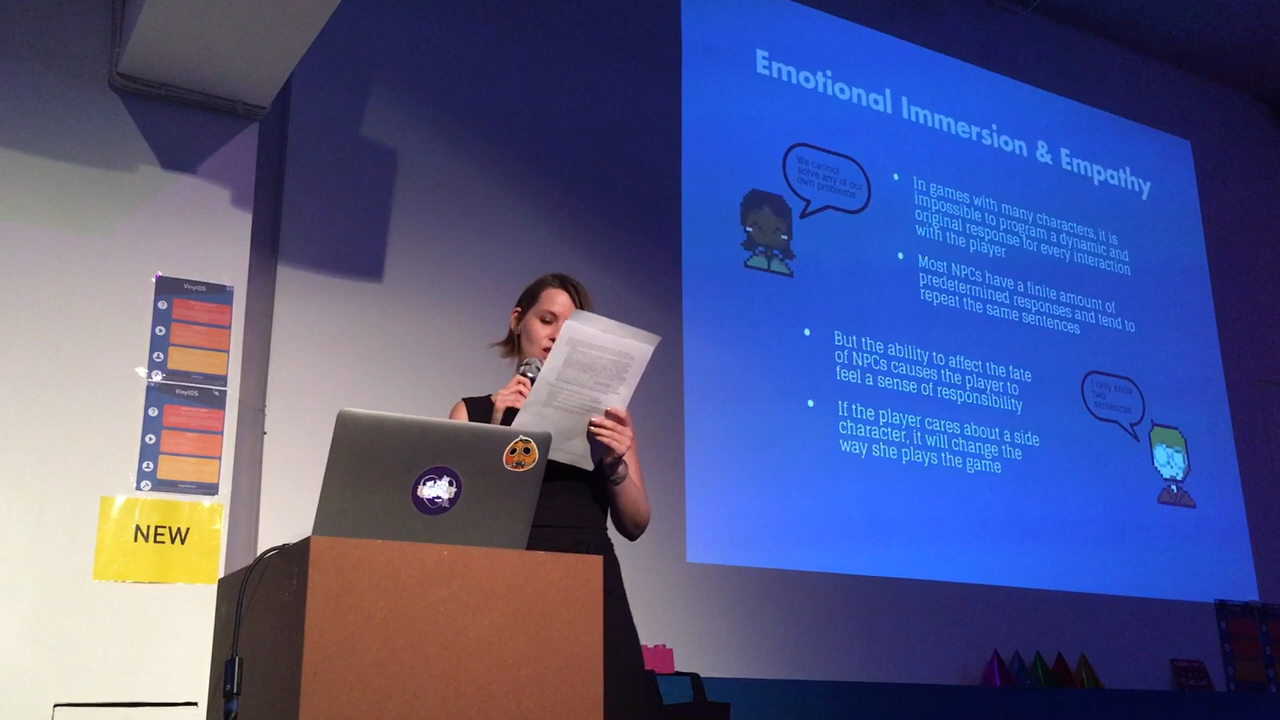 Emotional Immersion & Empathy
We cannot
solve any of our
own problems
• In games with many characters, it is
impossible to program a dynamic and
original response for every interaction
with the player
• Most NPCs have a finite amount of
predetermined responses and tend to
repeat the same sentences
• But the ability to affect the fate
of NPCs causes the player to
feel a sense of responsibility
• If the player cares about a side
character, it will change the
way she plays the game
I only know
two
sentences
VinylOS
VinylOS
NEW